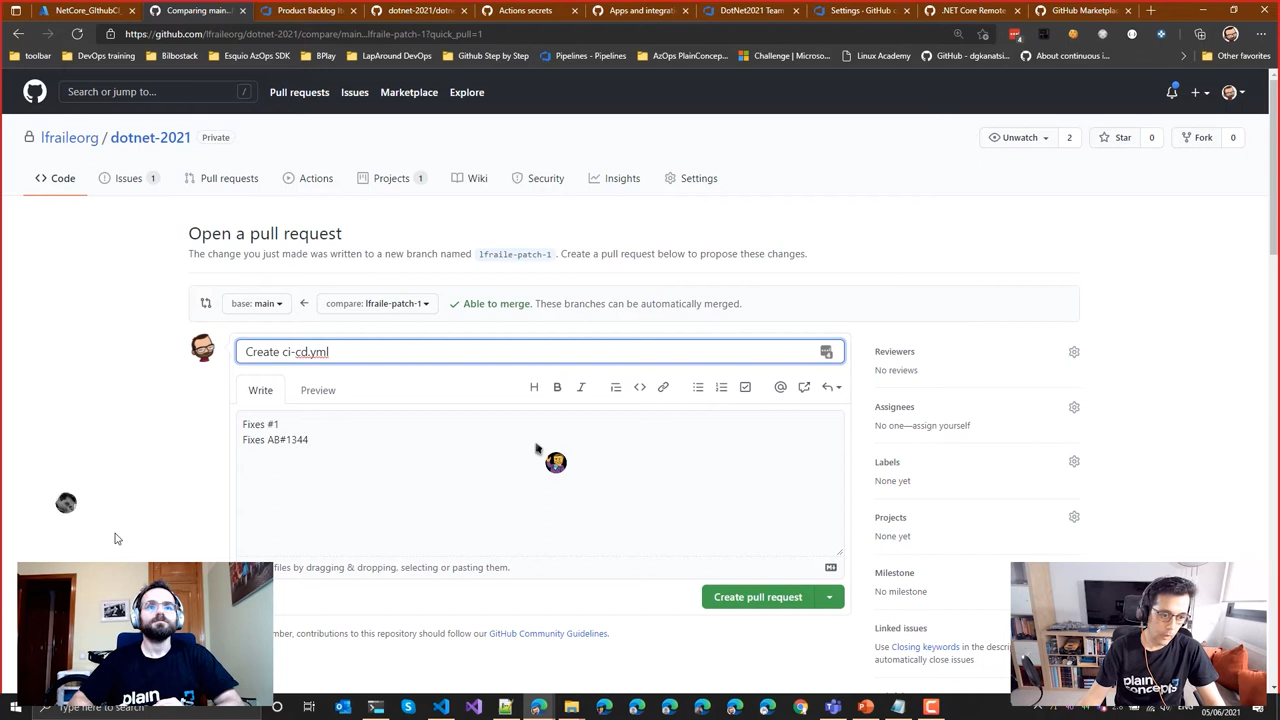 NetCore_GithubCI_
Comparing main...l
Product Backlog Ite
dotnet-2021/dotne
Actions secrets
Apps and integrati
DotNet2021 Team
Settings - GitHub c
.NET Core Remote
GitHub Marketplac
https://github.com/lfraileorg/dotnet-2021/compare/main...lfraile-patch-1?quick_pull=1
toolbar
DevOps training
Bilbostack
Esquio AzOPS SDK
BPlay
LapAround DevOps
Github Step by Step
Pipelines - Pipelines
AzOps PlainConcep...
Challenge | Microso...
Linux Academy
GitHub - dgkanatsi...
About continuous i...
Other favorites
Search or jump to...
/
Pull requests
Issues
Marketplace
Explore
lfraileorg / dotnet-2021
Private
Unwatch
2
Star
0
Fork
0
Code
Issues 1
Pull requests
Actions
Projects 1
Wiki
Security
Insights
Settings
Open a pull request
The change you just made was written to a new branch named lfraile-patch-1 . Create a pull request below to propose these changes.
base: main
compare: lfraile-patch-1
Able to merge. These branches can be automatically merged.
Create ci-cd.yml
Write
Preview
Fixes #1
Fixes AB#1344
files by dragging & dropping, selecting or pasting them.
Create pull request
mber, contributions to this repository should follow our GitHub Community Guidelines.
Reviewers
No reviews
Assignees
No one—assign yourself
Labels
None yet
Projects
None yet
Milestone
No milestone
Linked issues
Use Closing keywords in the descrip
automatically close issues
plain
plain
concepts
Type here to search
05/06/2021